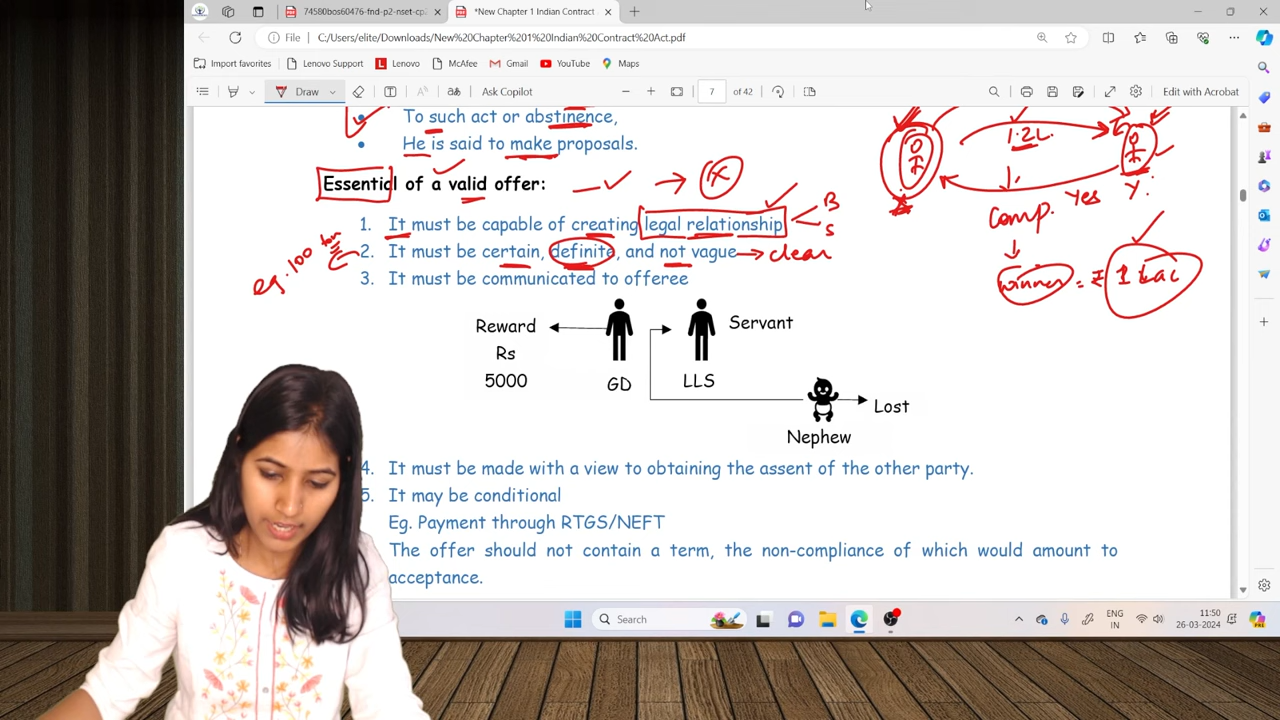 74580bos60476-fnd-p2-nset-cp2
*New Chapter 1 Indian Contract
File
C:/Users/elite/Downloads/New%20Chapter%201%20Indian%20Contract%20Act.pdf
Import favorites
Lenovo Support
Lenovo
McAfee
Gmail
YouTube
Maps
Draw
Ask Copilot
7
of 42
Edit with Acrobat
• To such act or abstinence,
• He is said to make proposals.
Essential of a valid offer:
1. It must be capable of creating legal relationship
B
S
2. It must be certain, definite, and not vague → clear
eg. 100
3. It must be communicated to offeree
1.2L
Yes
Y.
Comp.
winner = ₹ 1 Lac
Reward
Rs
5000
GD
LLS
Servant
Nephew
Lost
4. It must be made with a view to obtaining the assent of the other party.
5. It may be conditional
Eg. Payment through RTGS/NEFT
The offer should not contain a term, the non-compliance of which would amount to
acceptance.
Search
ENG
IN
11:50
26-03-2024